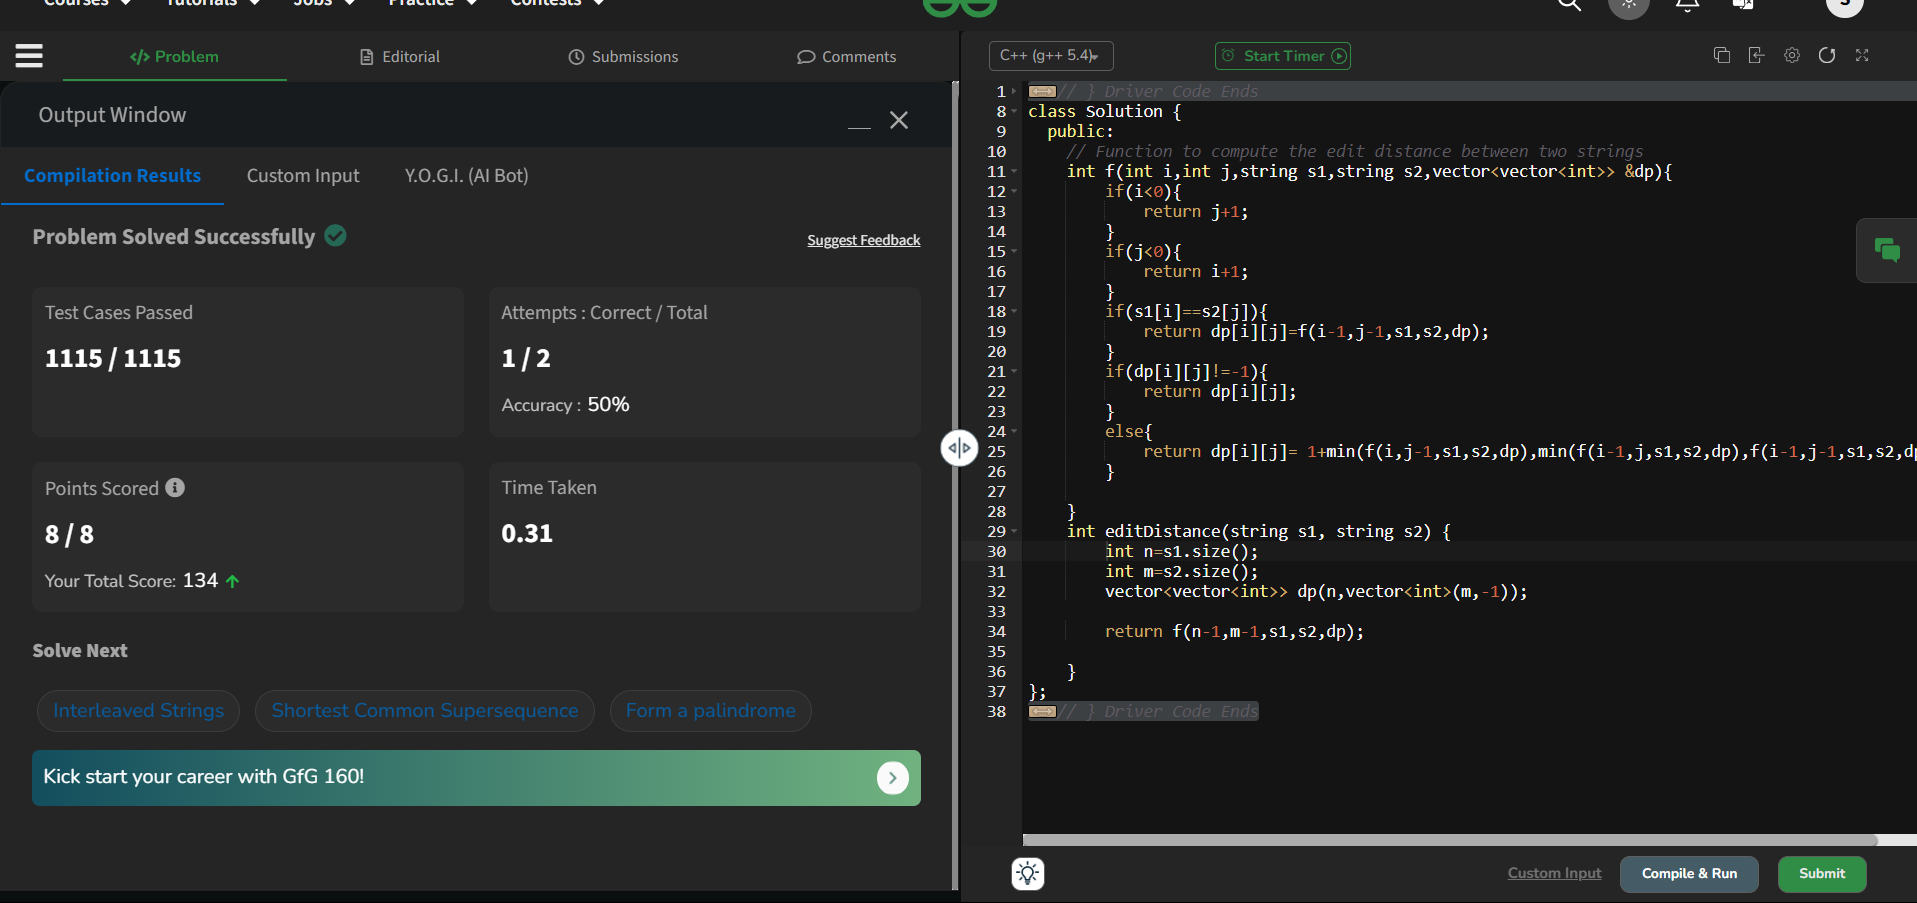 Courses Tutorials Jobs Practice Contests
S
Problem Editorial Submissions Comments
C++ (g++ 5.4) Start Timer
Output Window
Compilation Results Custom Input Y.O.G.I. (AI Bot)
Problem Solved Successfully
Suggest Feedback
Test Cases Passed
1115 / 1115
Attempts : Correct / Total
1 / 2
Accuracy : 50%
Points Scored
8 / 8
Your Total Score: 134
Time Taken
0.31
Solve Next
Interleaved Strings Shortest Common Supersequence Form a palindrome
Kick start your career with GfG 160!
1 // } Driver Code Ends
8 class Solution {
9 public:
10 // Function to compute the edit distance between two strings
11 int f(int i,int j,string s1,string s2,vector<vector<int>> &dp){
12 if(i<0){
13 return j+1;
14 }
15 if(j<0){
16 return i+1;
17 }
18 if(s1[i]==s2[j]){
19 return dp[i][j]=f(i-1,j-1,s1,s2,dp);
20 }
21 if(dp[i][j]!=-1){
22 return dp[i][j];
23 }
24 else{
25 return dp[i][j]= 1+min(f(i,j-1,s1,s2,dp),min(f(i-1,j,s1,s2,dp),f(i-1,j-1,s1,s2,dp
26 }
27
28 }
29 int editDistance(string s1, string s2) {
30 int n=s1.size();
31 int m=s2.size();
32 vector<vector<int>> dp(n,vector<int>(m,-1));
33
34 return f(n-1,m-1,s1,s2,dp);
35
36 }
37 };
38 // } Driver Code Ends
Custom Input Compile & Run Submit